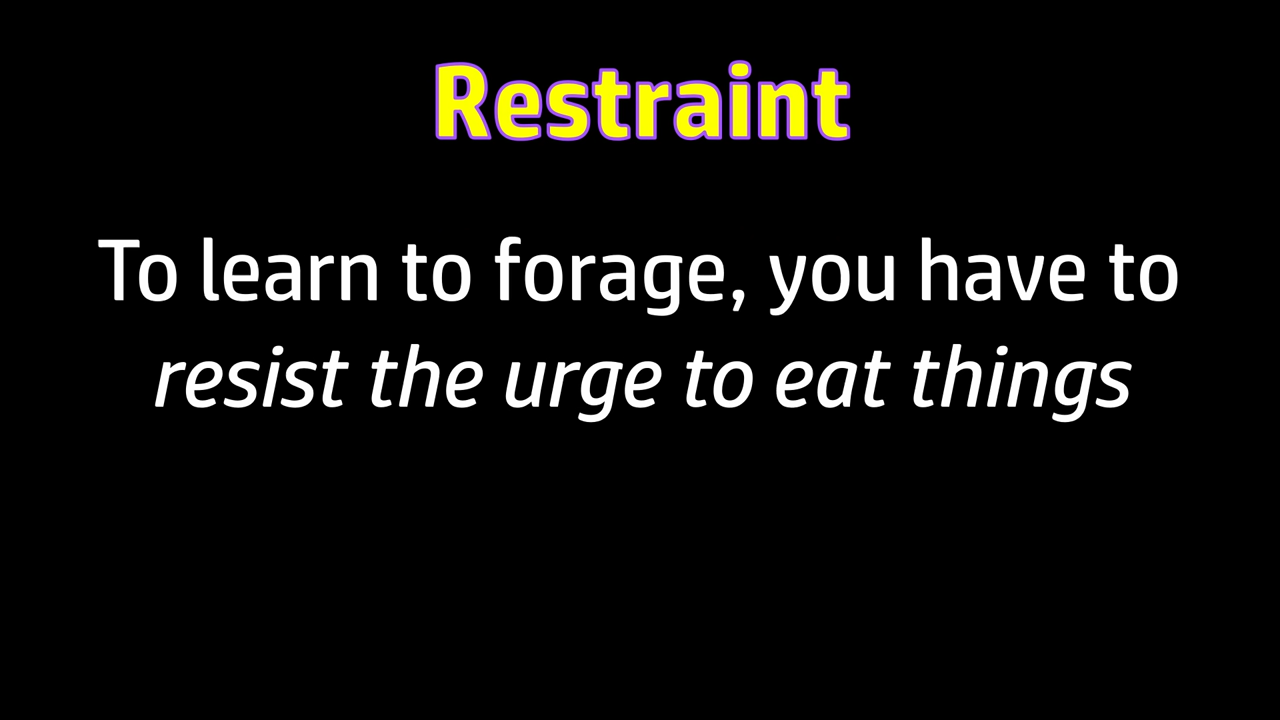 Restraint
To learn to forage, you have to
resist the urge to eat things